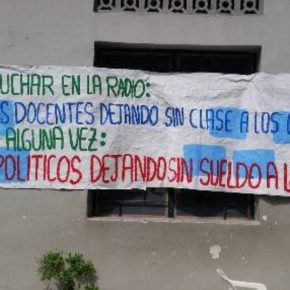 UCHAR EN LA RADIO:
S DOCENTES DEJANDO SIN CLASE A LOS
ALGUNA VEZ:
POLITICOS DEJANDO SIN SUELDO A L